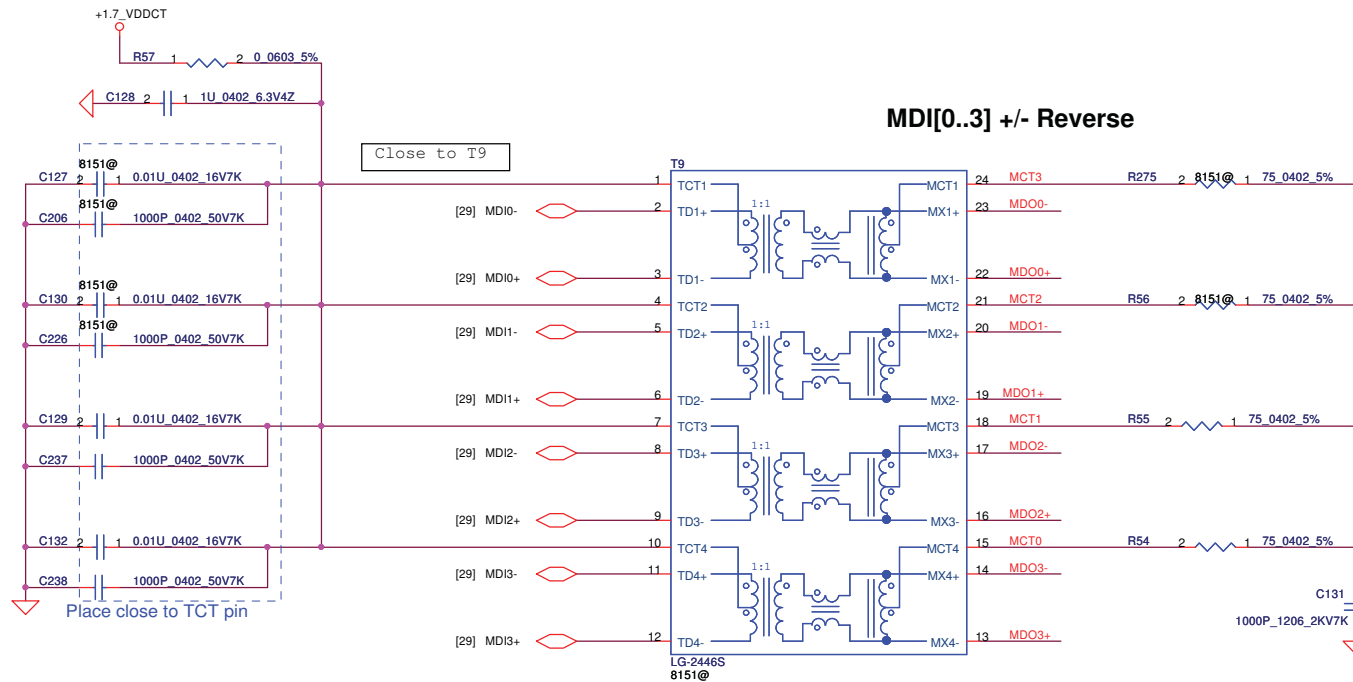 +1.7_VDDCT
R57 1 2 0_0603_5%
C128 2 1 1U_0402_6.3V4Z
MDI[0..3] +/- Reverse
Close to T9
8151@
C127 2 1 0.01U_0402_16V7K
8151@
C206 1000P_0402_50V7K
8151@
C130 2 1 0.01U_0402_16V7K
8151@
C226 1000P_0402_50V7K
C129 2 1 0.01U_0402_16V7K
C237 1000P_0402_50V7K
C132 2 1 0.01U_0402_16V7K
C238 1000P_0402_50V7K
Place close to TCT pin
T9
1 TCT1 MCT1 24 MCT3 R275 2 8151@ 1 75_0402_5%
1:1
[29] MDI0- 2 TD1+ MX1+ 23 MDO0-
[29] MDI0+ 3 TD1- MX1- 22 MDO0+
4 TCT2 MCT2 21 MCT2 R56 2 8151@ 1 75_0402_5%
1:1
[29] MDI1- 5 TD2+ MX2+ 20 MDO1-
[29] MDI1+ 6 TD2- MX2- 19 MDO1+
7 TCT3 MCT3 18 MCT1 R55 2 1 75_0402_5%
1:1
[29] MDI2- 8 TD3+ MX3+ 17 MDO2-
[29] MDI2+ 9 TD3- MX3- 16 MDO2+
10 TCT4 MCT4 15 MCT0 R54 2 1 75_0402_5%
1:1
[29] MDI3- 11 TD4+ MX4+ 14 MDO3-
[29] MDI3+ 12 TD4- MX4- 13 MDO3+
LG-2446S
8151@
C131
1000P_1206_2KV7K